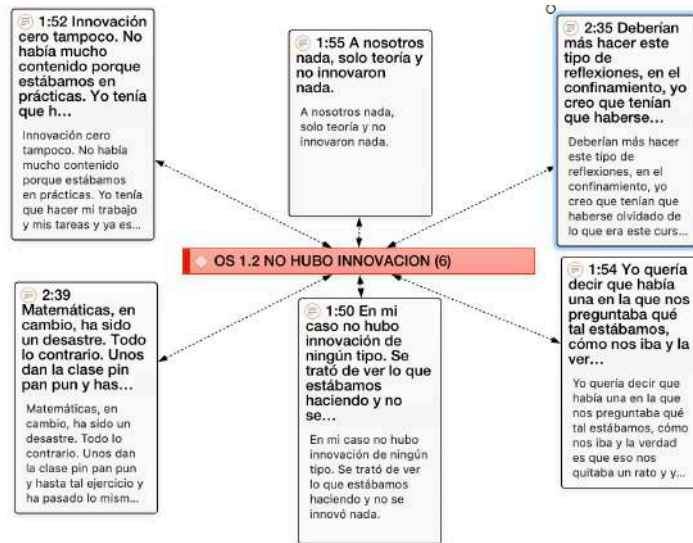 1:52 Innovación
cero tampoco. No
había mucho
contenido porque
estábamos en
prácticas. Yo tenía
que h...
Innovación cero
tampoco. No había
mucho contenido
porque estábamos
en prácticas. Yo tenía
que hacer mi trabajo
y mis tareas y ya es...
1:55 A nosotros
nada, solo teoría y
no innovaron
nada.
A nosotros nada,
solo teoría y no
innovaron nada.
2:35 Deberían
más hacer este
tipo de
reflexiones, en el
confinamiento, yo
creo que tenían
que haberse...
Deberían más hacer
este tipo de
reflexiones, en el
confinamiento, yo
creo que tenían que
haberse olvidado de
lo que era este curs...
OS 1.2 NO HUBO INNOVACION (6)
2:39
Matemáticas, en
cambio, ha sido
un desastre. Todo
lo contrario. Unos
dan la clase pin
pan pun y has...
Matemáticas, en
cambio, ha sido un
desastre. Todo lo
contrario. Unos dan
la clase pin pan pun
y hasta tal ejercicio y
ha pasado lo mism...
1:50 En mi
caso no hubo
innovación de
ningún tipo. Se
trató de ver lo que
estábamos
haciendo y no
se...
En mi caso no hubo
innovación de ningún
tipo. Se trató de ver
lo que estábamos
haciendo y no se
innovó nada.
1:54 Yo quería
decir que había
una en la que nos
preguntaba qué
tal estábamos,
cómo nos iba y la
ver...
Yo quería decir que
había una en la que
nos preguntaba qué
tal estábamos, cómo
nos iba y la verdad
es que eso nos
quitaba un rato y y...